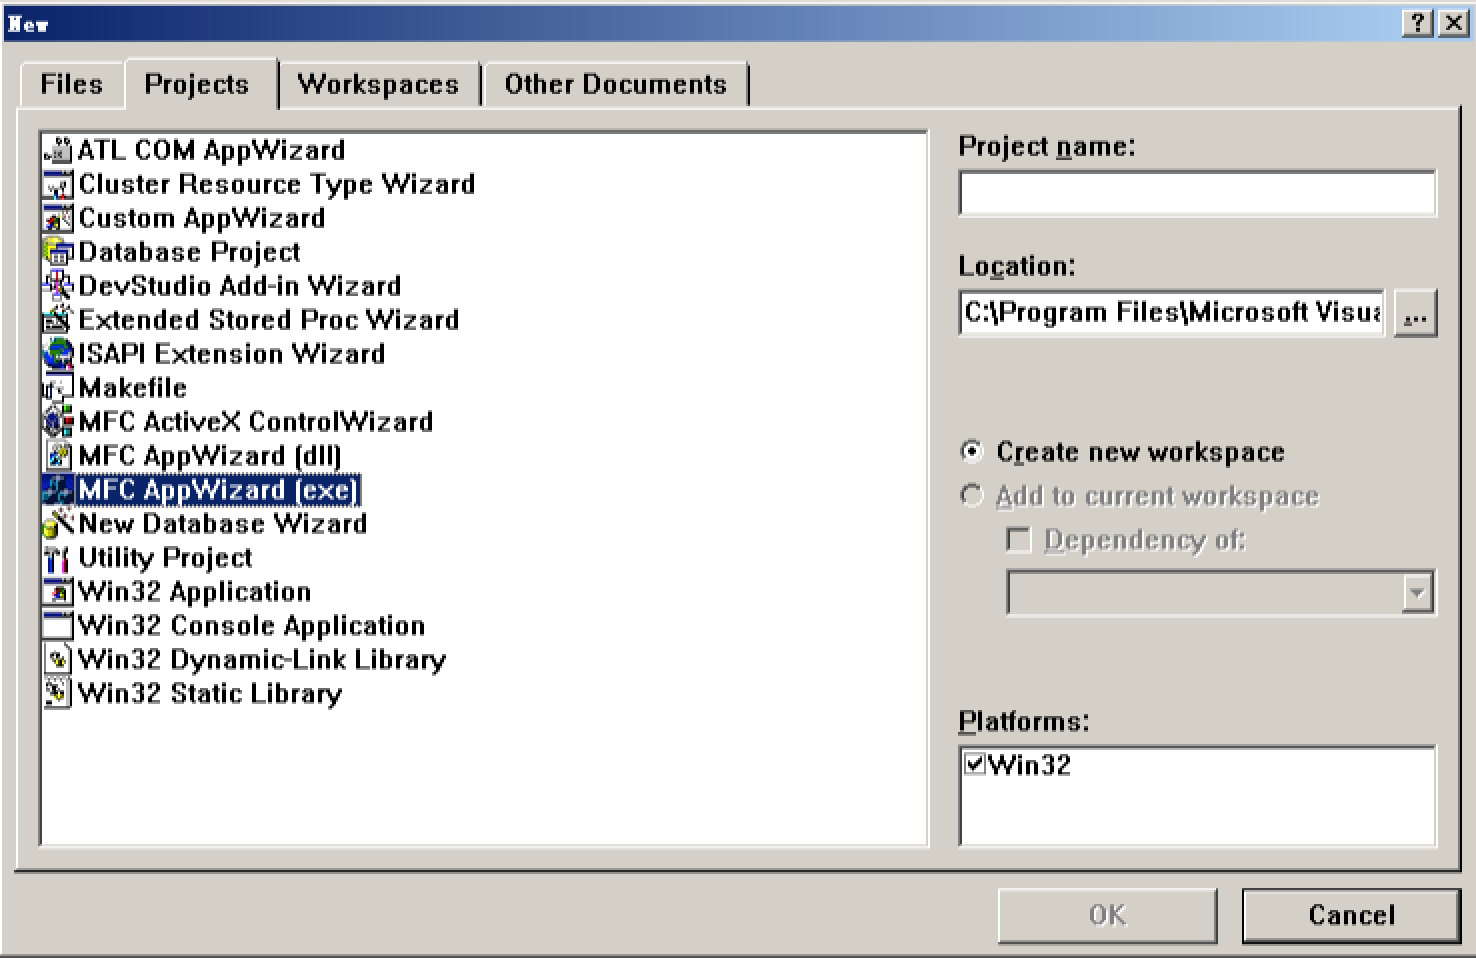 New
Files Projects Workspaces Other Documents
ATL COM AppWizard
Cluster Resource Type Wizard
Custom AppWizard
Database Project
DevStudio Add-in Wizard
Extended Stored Proc Wizard
ISAPI Extension Wizard
Makefile
MFC ActiveX ControlWizard
MFC AppWizard (dll)
MFC AppWizard (exe)
New Database Wizard
Utility Project
Win32 Application
Win32 Console Application
Win32 Dynamic-Link Library
Win32 Static Library
Project name:
Location:
C:\Program Files\Microsoft Visua
...
Create new workspace
Add to current workspace
Dependency of:
Platforms:
Win32
OK Cancel